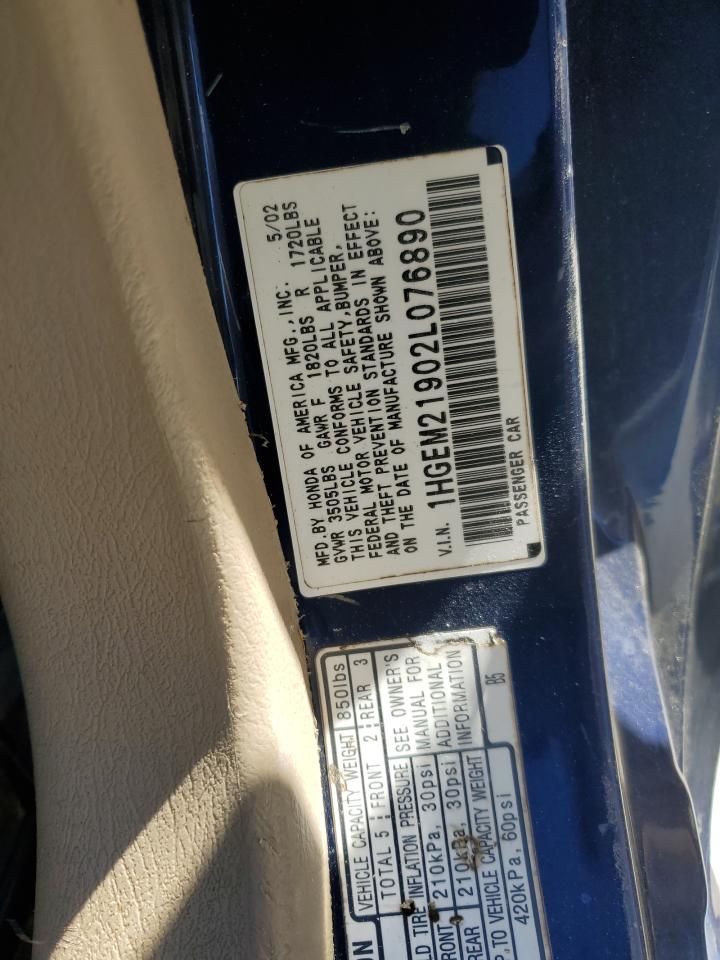 MFD.BY HONDA OF AMERICA MFG.,INC. 5/02
GVWR 3505LBS GAWR F 1820LBS R 1720LBS
THIS VEHICLE CONFORMS TO ALL APPLICABLE
FEDERAL MOTOR VEHICLE SAFETY,BUMPER,
AND THEFT PREVENTION STANDARDS IN EFFECT
ON THE DATE OF MANUFACTURE SHOWN ABOVE:
V.I.N. 1HGEM21902L076890
PASSENGER CAR
VEHICLE CAPACITY WEIGHT 850lbs
TOTAL 5 FRONT 2 REAR 3
INFLATION PRESSURE SEE OWNER'S
210kPa, 30psi MANUAL FOR
REAR 210kPa, 30psi ADDITIONAL
INFORMATION
TO VEHICLE CAPACITY WEIGHT
420kPa, 60psi
B5